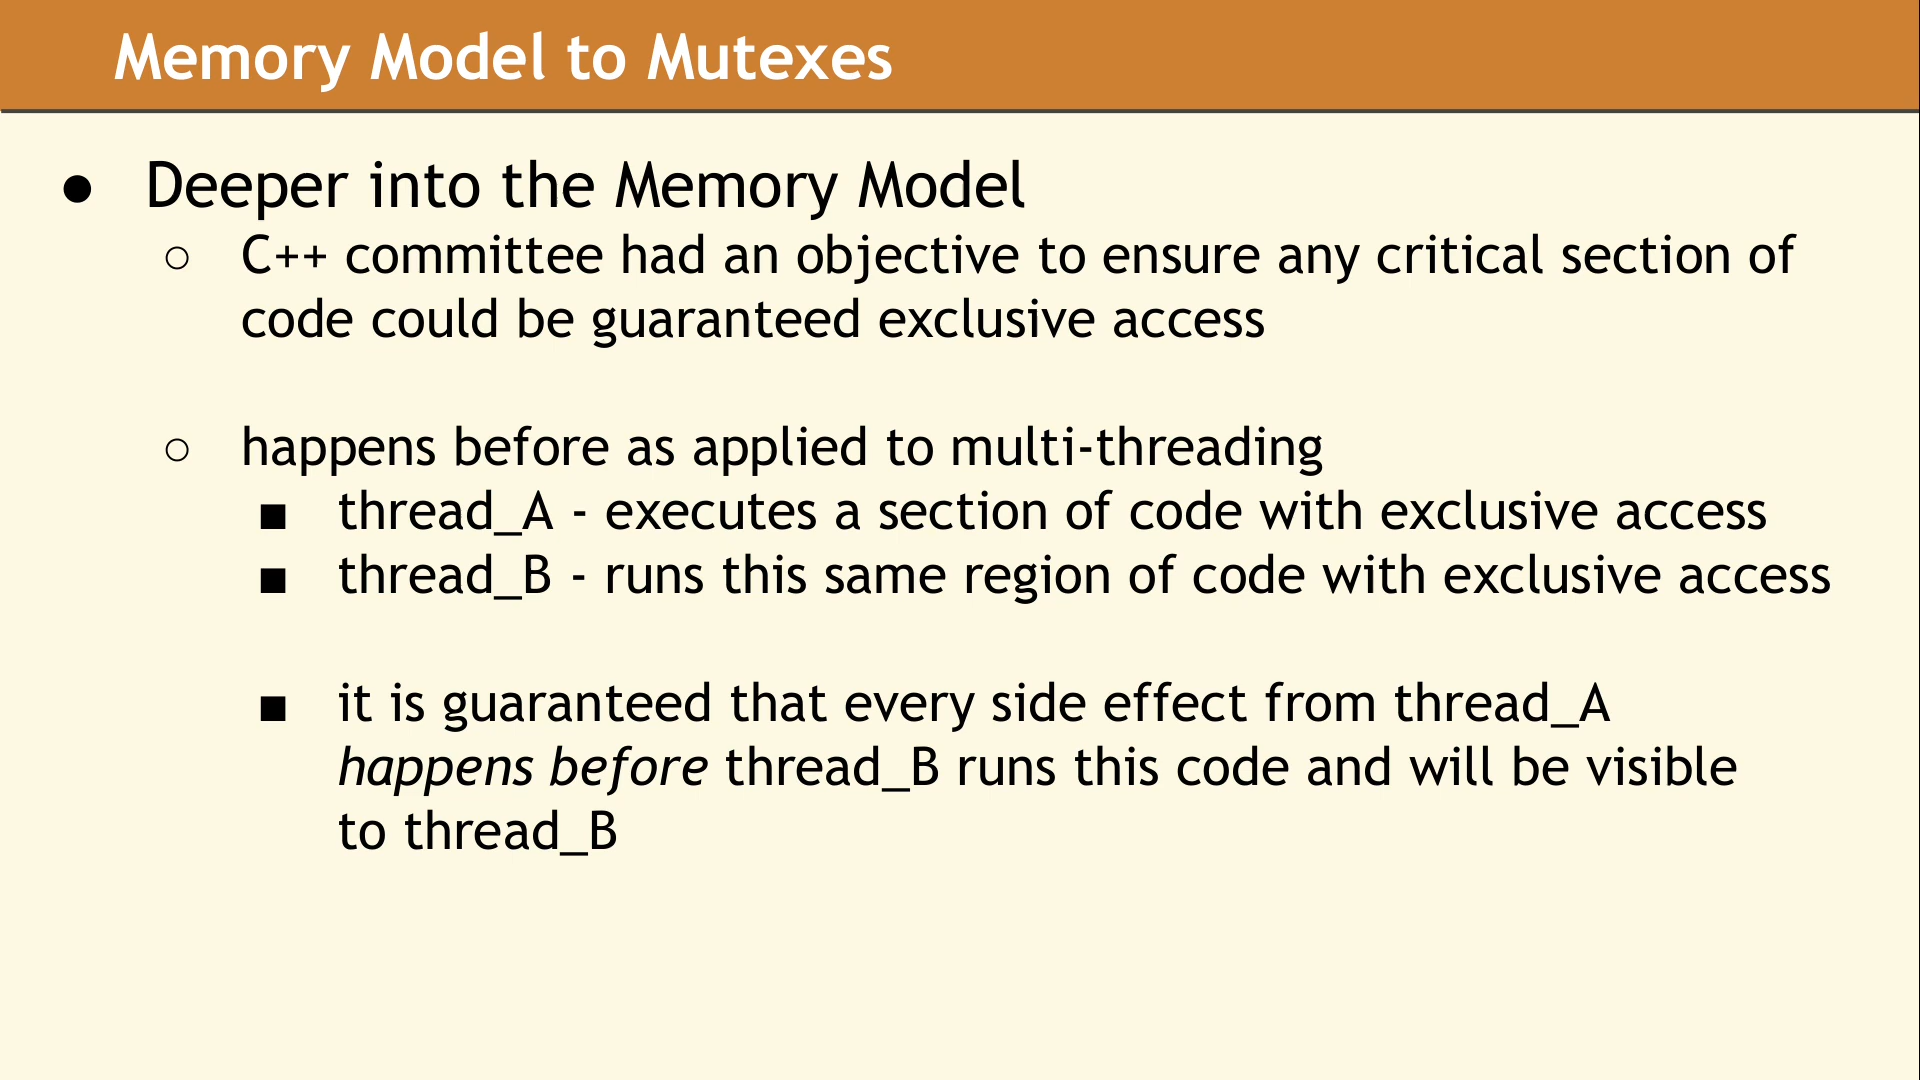 Memory Model to Mutexes
● Deeper into the Memory Model
○ C++ committee had an objective to ensure any critical section of
code could be guaranteed exclusive access
○ happens before as applied to multi-threading
■ thread_A - executes a section of code with exclusive access
■ thread_B - runs this same region of code with exclusive access
■ it is guaranteed that every side effect from thread_A
happens before thread_B runs this code and will be visible
to thread_B